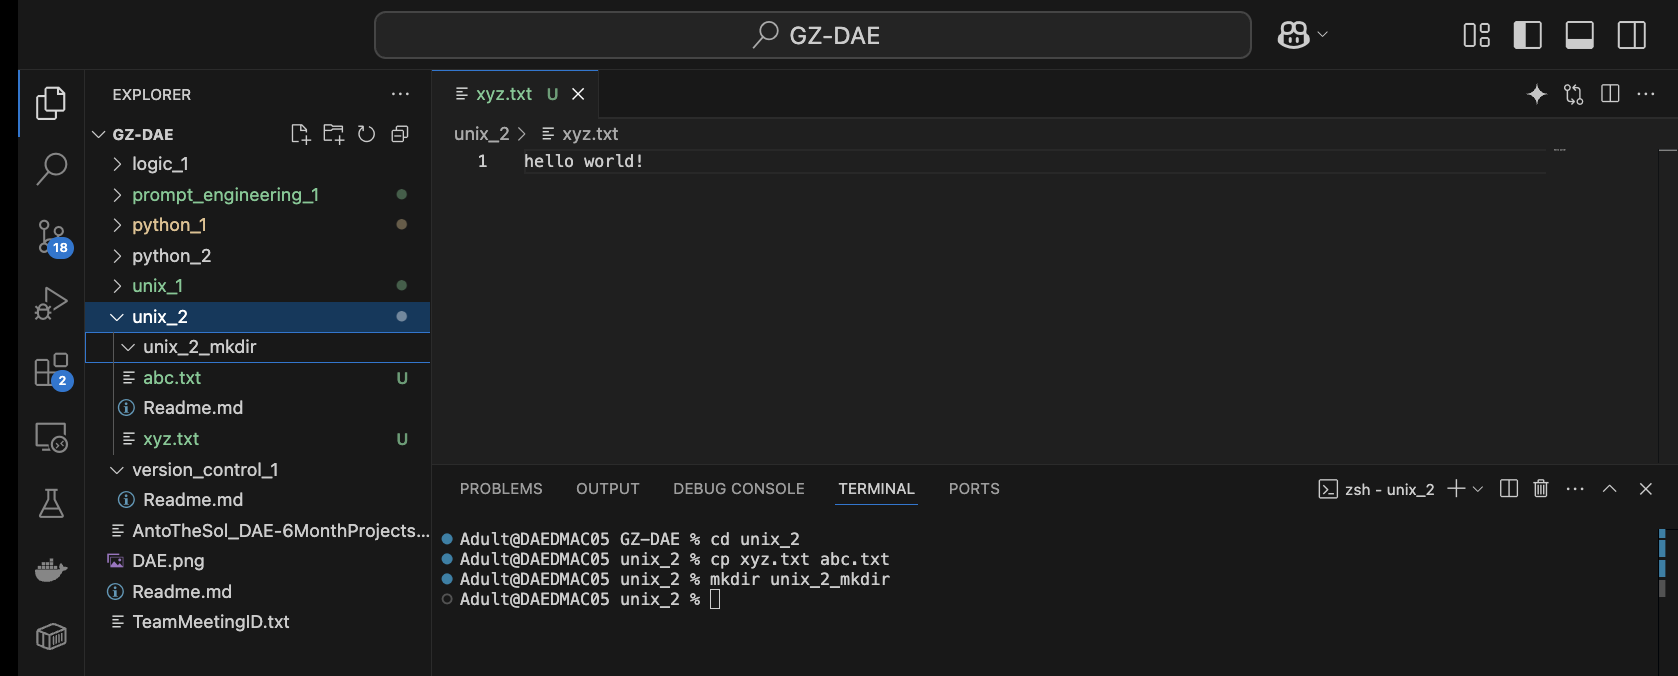 GZ-DAE
EXPLORER
GZ-DAE
logic_1
prompt_engineering_1
python_1
python_2
unix_1
unix_2
unix_2_mkdir
abc.txt U
Readme.md
xyz.txt U
version_control_1
Readme.md
AntoTheSol_DAE-6MonthProjects...
DAE.png
Readme.md
TeamMeetingID.txt
18
2
xyz.txt U
unix_2 > xyz.txt
1 hello world!
PROBLEMS OUTPUT DEBUG CONSOLE TERMINAL PORTS
zsh - unix_2
Adult@DAEDMAC05 GZ-DAE % cd unix_2
Adult@DAEDMAC05 unix_2 % cp xyz.txt abc.txt
Adult@DAEDMAC05 unix_2 % mkdir unix_2_mkdir
Adult@DAEDMAC05 unix_2 %